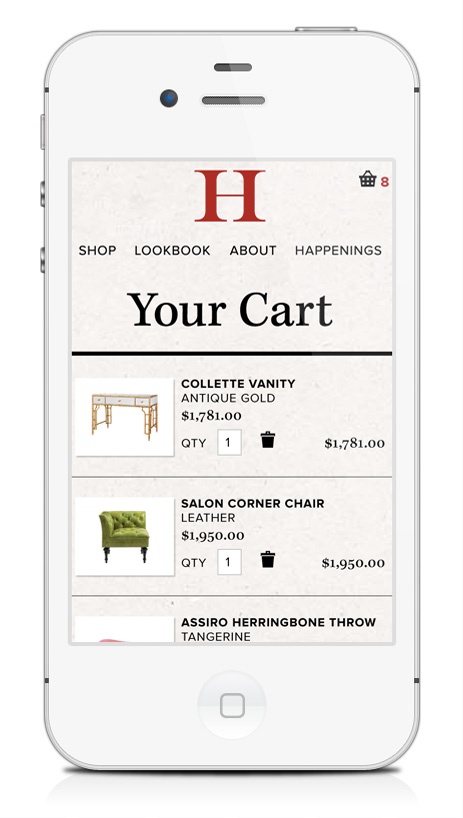 H
8
SHOP LOOKBOOK ABOUT HAPPENINGS
Your Cart
COLLETTE VANITY
ANTIQUE GOLD
$1,781.00
QTY 1 $1,781.00
SALON CORNER CHAIR
LEATHER
$1,950.00
QTY 1 $1,950.00
ASSIRO HERRINGBONE THROW
TANGERINE